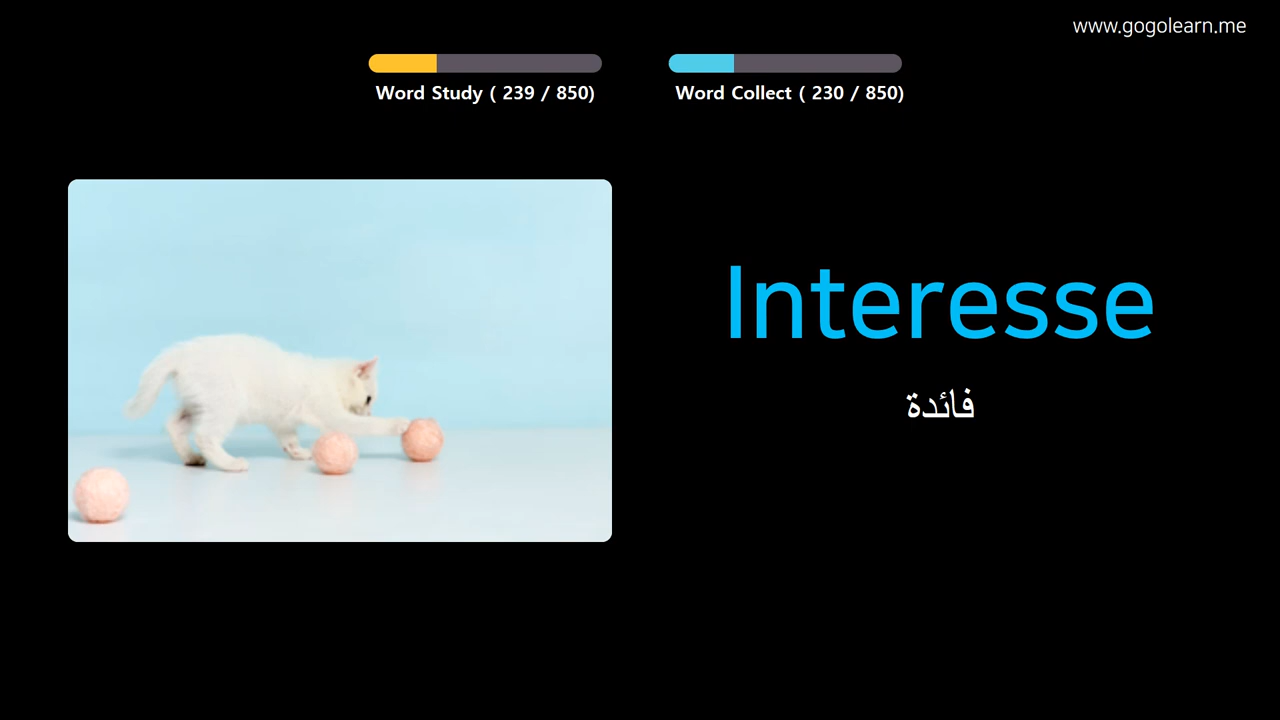 www.gogolearn.me
Word Study ( 239 / 850)
Word Collect ( 230 / 850)
Interesse
فائدة